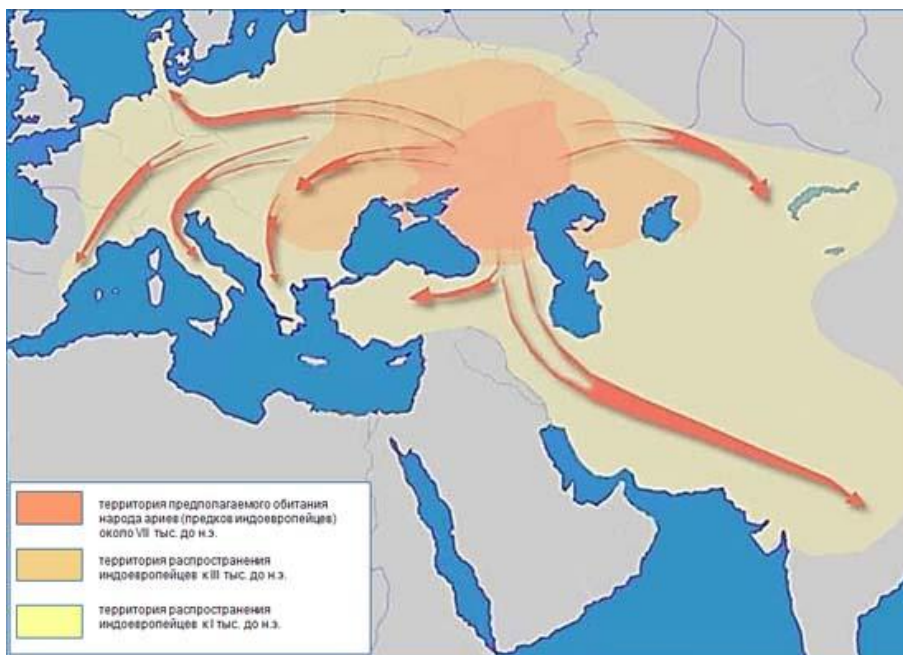 территория предполагаемого обитания
народа ариев (предков индоевропейцев)
около VII тыс. до н.э.
территория распространения
индоевропейцев к III тыс. до н.э.
территория распространения
индоевропейцев к I тыс. до н.э.